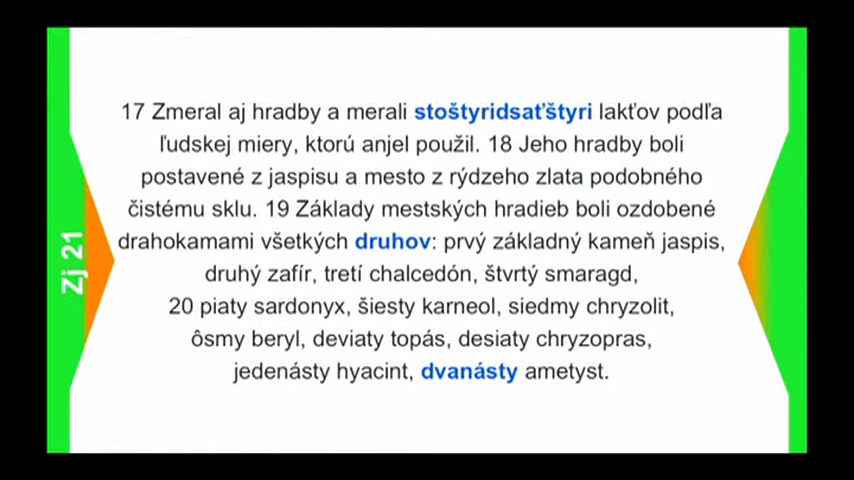 17 Zmeral aj hradby a merali stoštyridsaťštyri lakťov podľa
ľudskej miery, ktorú anjel použil. 18 Jeho hradby boli
postavené z jaspisu a mesto z rýdzeho zlata podobného
čistému sklu. 19 Základy mestských hradieb boli ozdobené
drahokamami všetkých druhov: prvý základný kameň jaspis,
druhý zafír, tretí chalcedón, štvrtý smaragd,
20 piaty sardonyx, šiesty karneol, siedmy chryzolit,
ôsmy beryl, deviaty topás, desiaty chryzopras,
jedenásty hyacint, dvanásty ametyst.
Zj 21